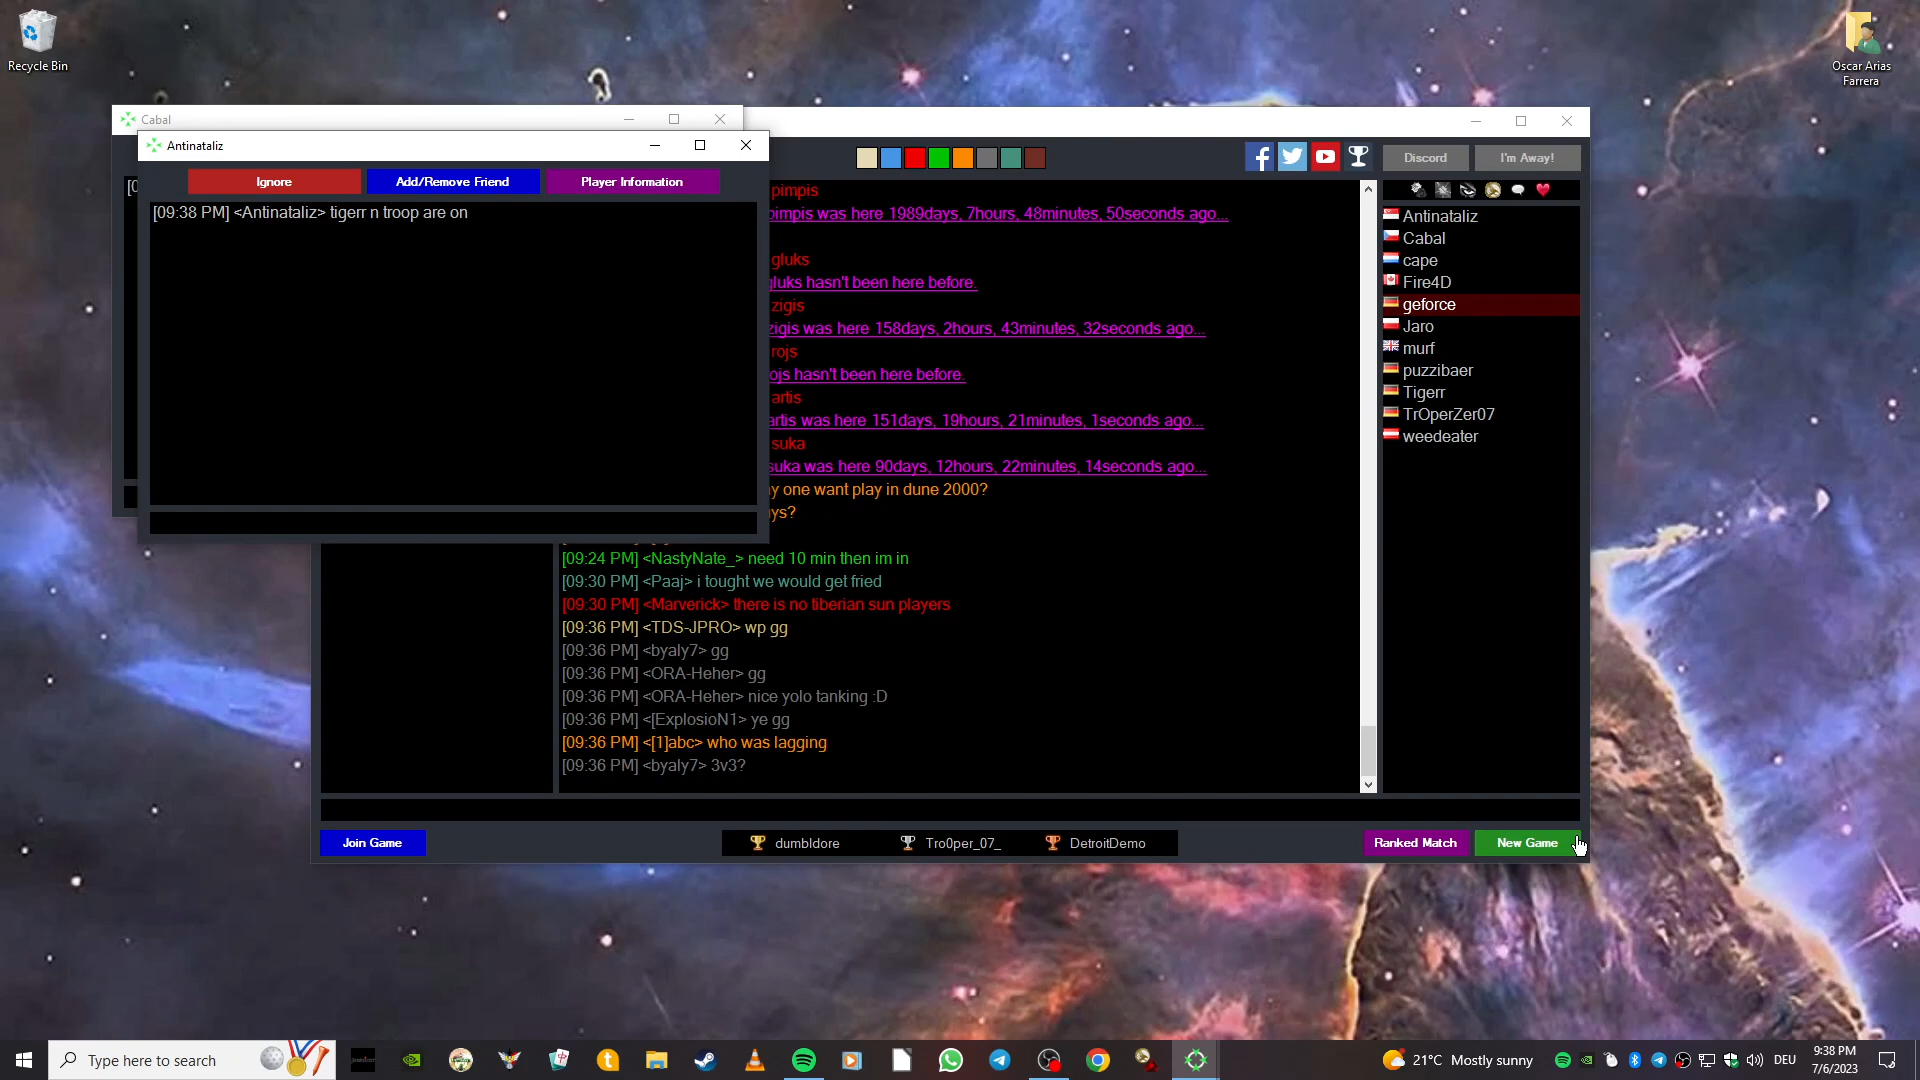 Recycle Bin
Oscar Arias
Farrera
Cabal
Antinataliz
Ignore
Add/Remove Friend
Player Information
[09:38 PM] <Antinataliz> tigerr n troop are on
Discord
I'm Away!
pimpis
pimpis was here 1989days, 7hours, 48minutes, 50seconds ago...
gluks
gluks hasn't been here before.
zigis
zigis was here 158days, 2hours, 43minutes, 32seconds ago...
rojs
ojs hasn't been here before.
artis
artis was here 151days, 19hours, 21minutes, 1seconds ago...
suka
suka was here 90days, 12hours, 22minutes, 14seconds ago...
y one want play in dune 2000?
ys?
[09:24 PM] <NastyNate_> need 10 min then im in
[09:30 PM] <Paaj> i tought we would get fried
[09:30 PM] <Marverick> there is no tiberian sun players
[09:36 PM] <TDS-JPRO> wp gg
[09:36 PM] <byaly7> gg
[09:36 PM] <ORA-Heher> gg
[09:36 PM] <ORA-Heher> nice yolo tanking :D
[09:36 PM] <[ExplosioN1> ye gg
[09:36 PM] <[1]abc> who was lagging
[09:36 PM] <byaly7> 3v3?
Antinataliz
Cabal
cape
Fire4D
geforce
Jaro
murf
puzzibaer
Tigerr
TrOperZer07
weedeater
Join Game
dumbldore
Tro0per_07_
DetroitDemo
Ranked Match
New Game
Type here to search
21°C Mostly sunny
DEU
9:38 PM
7/6/2023